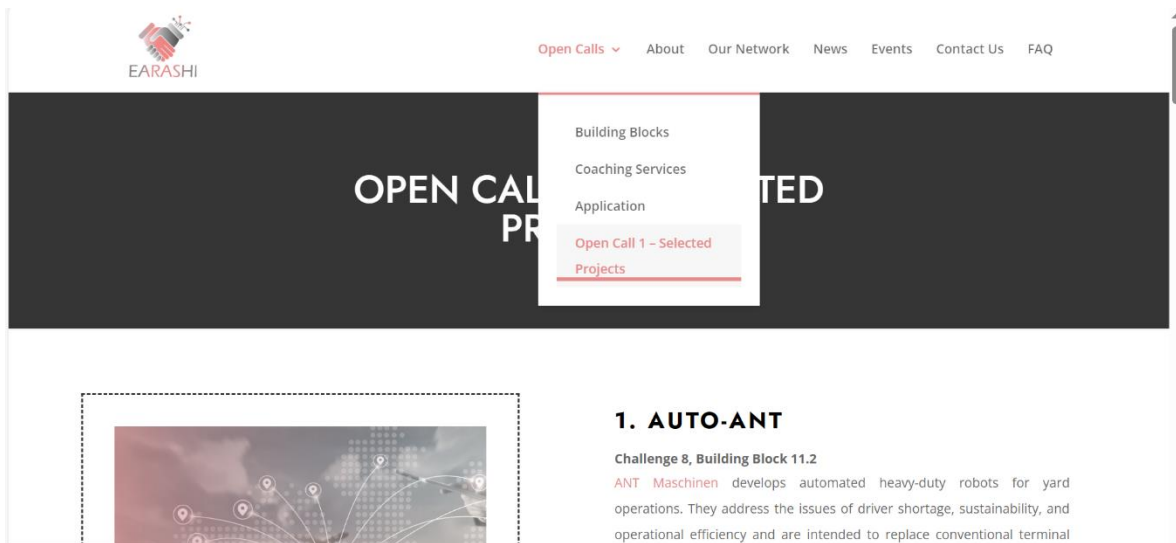 Open Calls About Our Network News Events Contact Us FAQ
EARASHI
Building Blocks
Coaching Services
Application
Open Call 1 – Selected
Projects
OPEN CAL TED
PR
1. AUTO-ANT
Challenge 8, Building Block 11.2
ANT Maschinen develops automated heavy-duty robots for yard
operations. They address the issues of driver shortage, sustainability, and
operational efficiency and are intended to replace conventional terminal